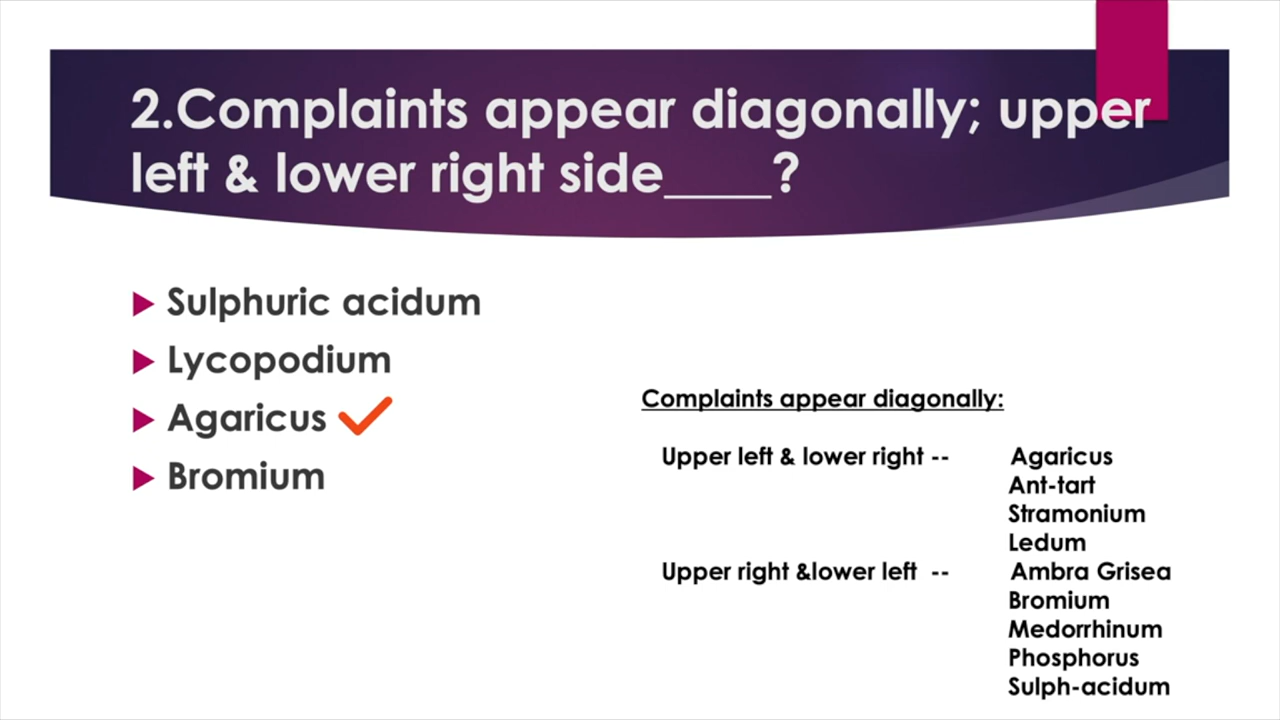 2.Complaints appear diagonally; upper
left & lower right side____?
Sulphuric acidum
Lycopodium
Agaricus
Bromium
Complaints appear diagonally:
Upper left & lower right -- Agaricus
Ant-tart
Stramonium
Ledum
Upper right &lower left -- Ambra Grisea
Bromium
Medorrhinum
Phosphorus
Sulph-acidum